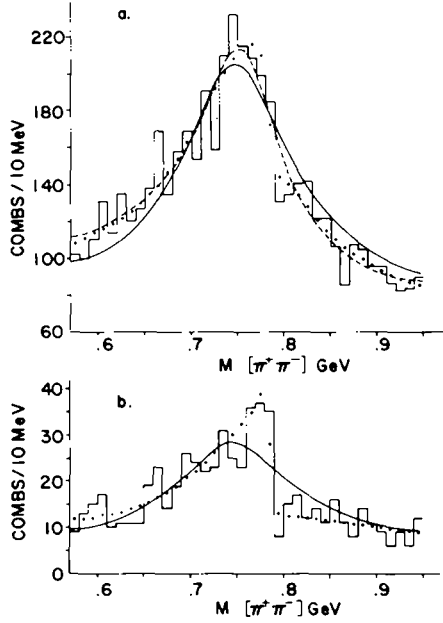 a.
220
180
140
100
60
COMBS / 10 MeV
.6 .7 .8 .9
M [π⁺ π⁻] GeV
b.
40
30
20
10
0
COMBS / 10 MeV
.6 .7 .8 .9
M [π⁺ π⁻] GeV